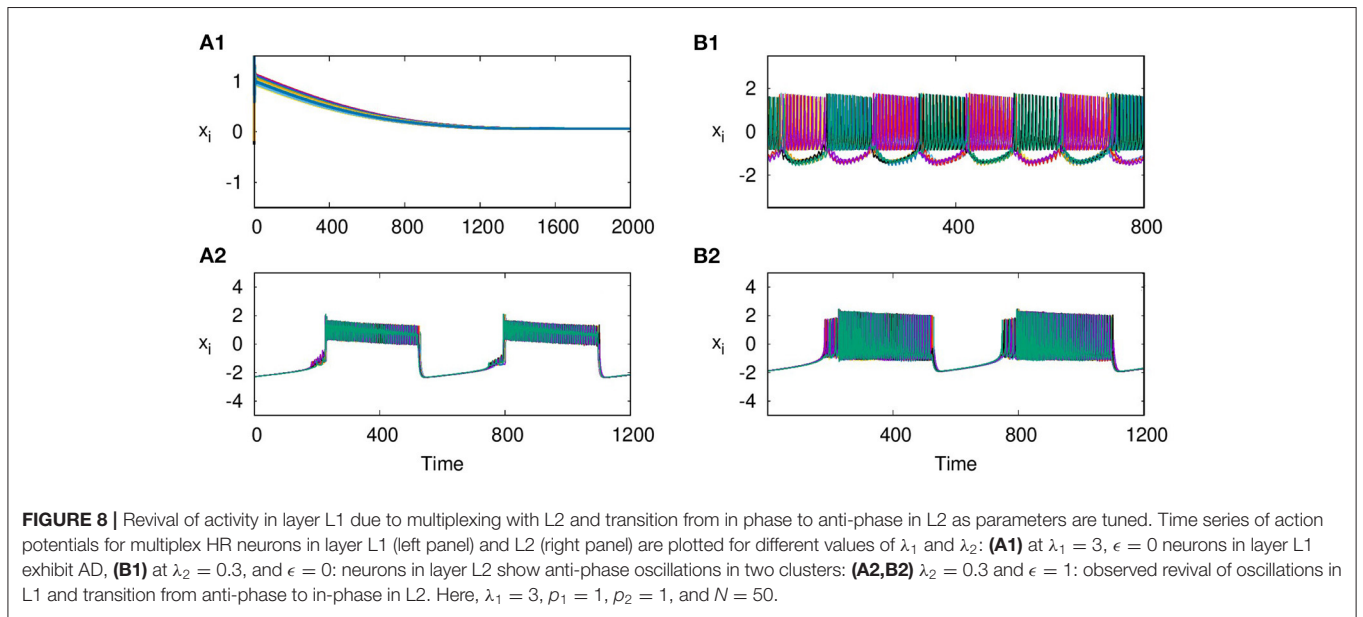 A1
B1
1
0
-1
x_i
0 400 800 1200 1600 2000
2
0
-2
x_i
400 800
A2
B2
4
2
0
-2
-4
x_i
0 400 800 1200
Time
4
2
0
-2
-4
x_i
400 800 1200
Time
FIGURE 8 | Revival of activity in layer L1 due to multiplexing with L2 and transition from in phase to anti-phase in L2 as parameters are tuned. Time series of action
potentials for multiplex HR neurons in layer L1 (left panel) and L2 (right panel) are plotted for different values of λ₁ and λ₂: (A1) at λ₁ = 3, ϵ = 0 neurons in layer L1
exhibit AD, (B1) at λ₂ = 0.3, and ϵ = 0: neurons in layer L2 show anti-phase oscillations in two clusters: (A2,B2) λ₂ = 0.3 and ϵ = 1: observed revival of oscillations in
L1 and transition from anti-phase to in-phase in L2. Here, λ₁ = 3, p₁ = 1, p₂ = 1, and N = 50.